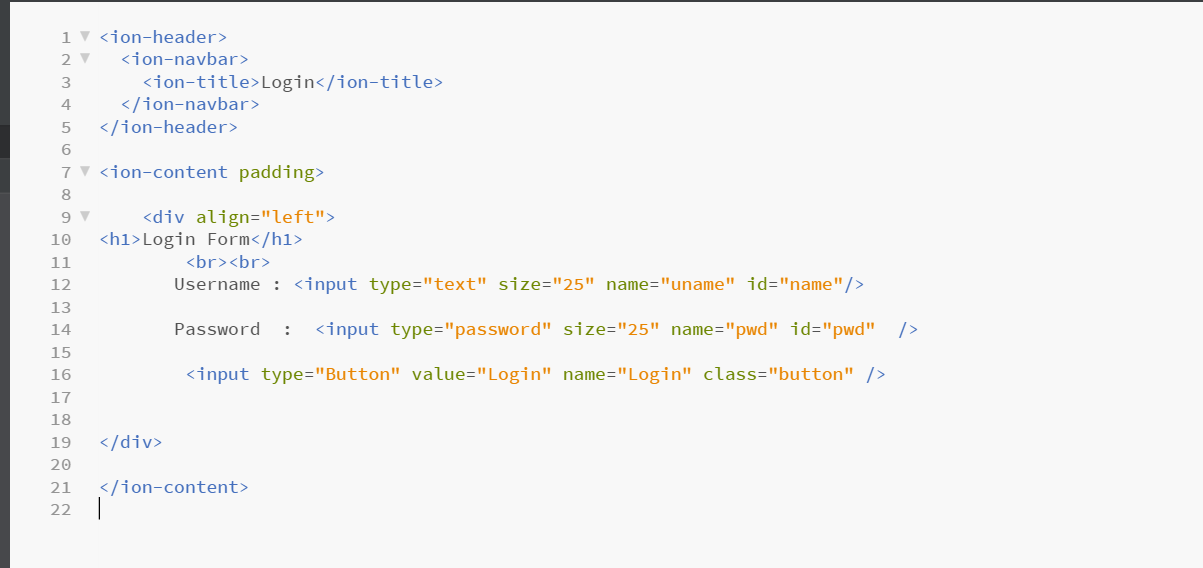 1 <ion-header>
2   <ion-navbar>
3     <ion-title>Login</ion-title>
4   </ion-navbar>
5 </ion-header>
6
7 <ion-content padding>
8
9     <div align="left">
10 <h1>Login Form</h1>
11         <br><br>
12        Username : <input type="text" size="25" name="uname" id="name"/>
13
14        Password  :  <input type="password" size="25" name="pwd" id="pwd"  />
15
16         <input type="Button" value="Login" name="Login" class="button" />
17
18
19 </div>
20
21 </ion-content>
22